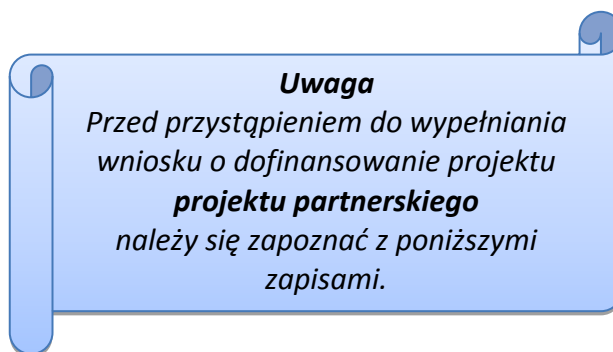 Uwaga
Przed przystąpieniem do wypełniania
wniosku o dofinansowanie projektu
projektu partnerskiego
należy się zapoznać z poniższymi
zapisami.